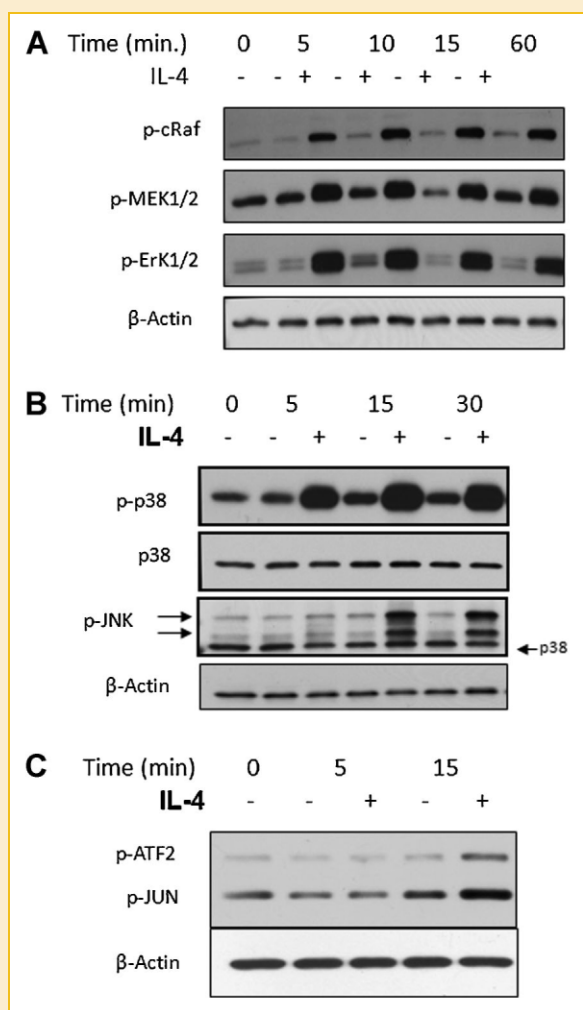 A Time (min.) 0 5 10 15 60
IL-4 - - + - + - + - +
p-cRaf
p-MEK1/2
p-ErK1/2
β-Actin
B Time (min) 0 5 15 30
IL-4 - - + - + - +
p-p38
p38
p-JNK
p38
β-Actin
C Time (min) 0 5 15
IL-4 - - + - +
p-ATF2
p-JUN
β-Actin